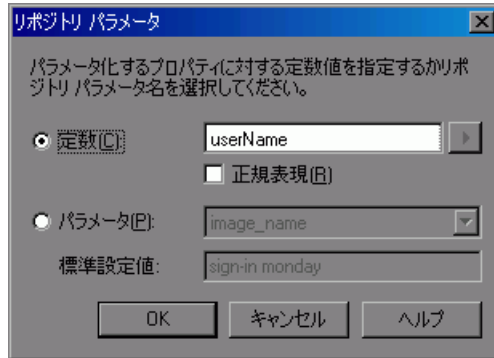 リポジトリ パラメータ
パラメータ化するプロパティに対する定数値を指定するかリポ
ジトリ パラメータ名を選択してください。
定数(C): userName
正規表現(R)
パラメータ(P): image_name
標準設定値: sign-in monday
OK キャンセル ヘルプ